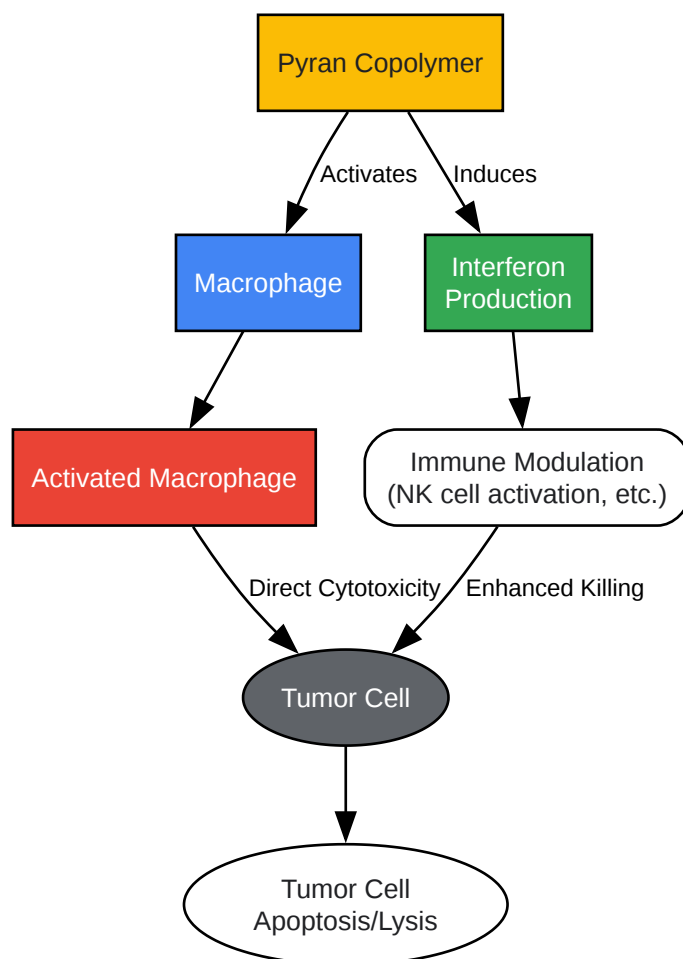 Pyran Copolymer
Activates
Induces
Macrophage
Interferon
Production
Activated Macrophage
Immune Modulation
(NK cell activation, etc.)
Direct Cytotoxicity
Enhanced Killing
Tumor Cell
Tumor Cell
Apoptosis/Lysis